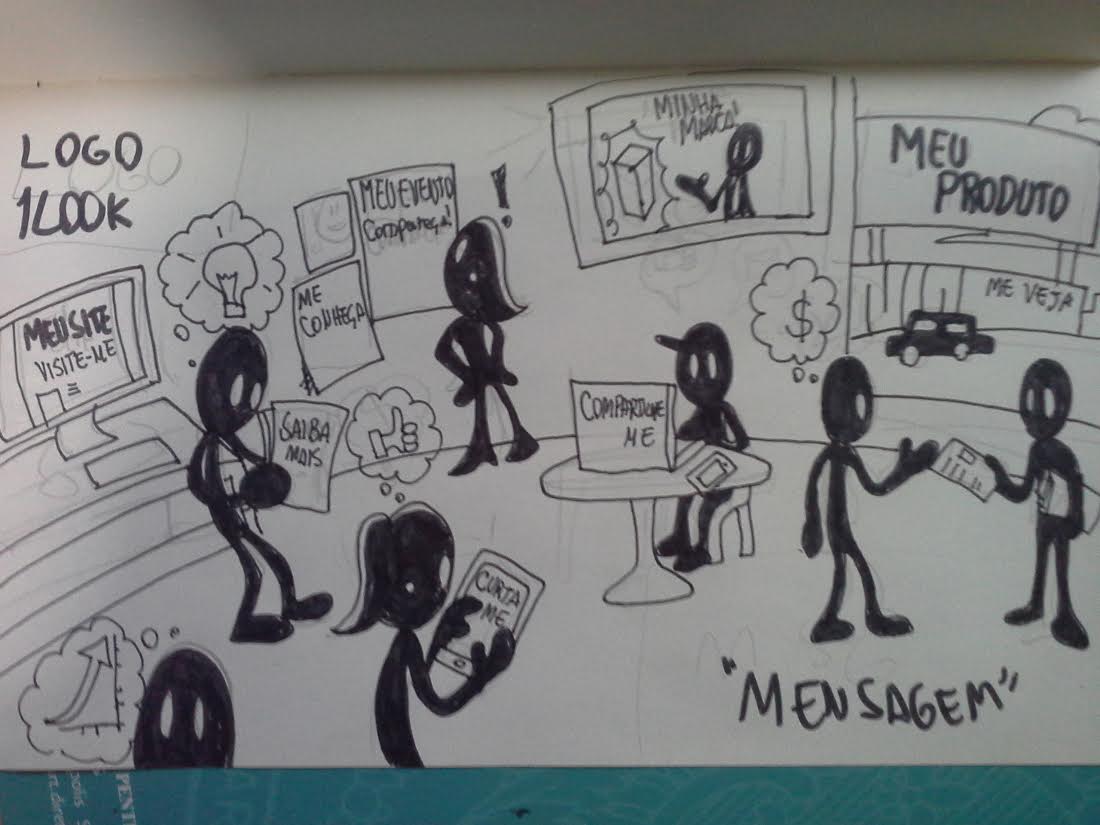 LOGO
1LOOK
MEU SITE
VISITE-ME
MEU EVENTO
Compareça!
ME
CONHEÇA
!
SAIBA
MAIS
CURTA
ME
MINHA
MARCA!
COMPARTILHE
ME
$
MEU
PRODUTO
ME VEJA
"MENSAGEM"